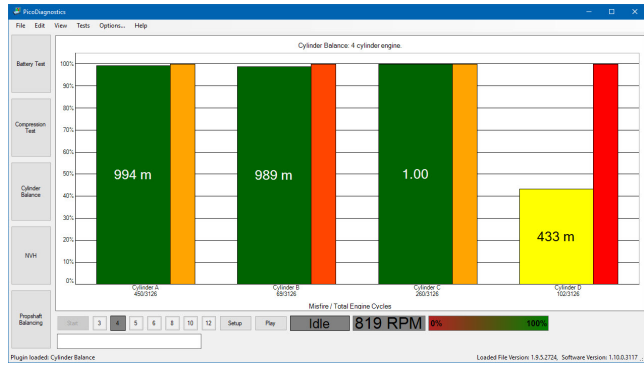 PicoDiagnostics
File Edit View Tests Options... Help
Cylinder Balance: 4 cylinder engine.
Battery Test
Compression
Test
Cylinder
Balance
NVH
Propshaft
Balancing
100%
90%
80%
70%
60%
50%
40%
30%
20%
10%
0%
994 m
989 m
1.00
433 m
Cylinder A
450/3126
Cylinder B
69/3126
Cylinder C
260/3126
Cylinder D
102/3126
Misfire / Total Engine Cycles
Start 3 4 5 6 8 10 12 Setup Play Idle 819 RPM 0% 100%
Plugin loaded: Cylinder Balance
Loaded File Version: 1.9.5.2724, Software Version: 1.10.0.3117